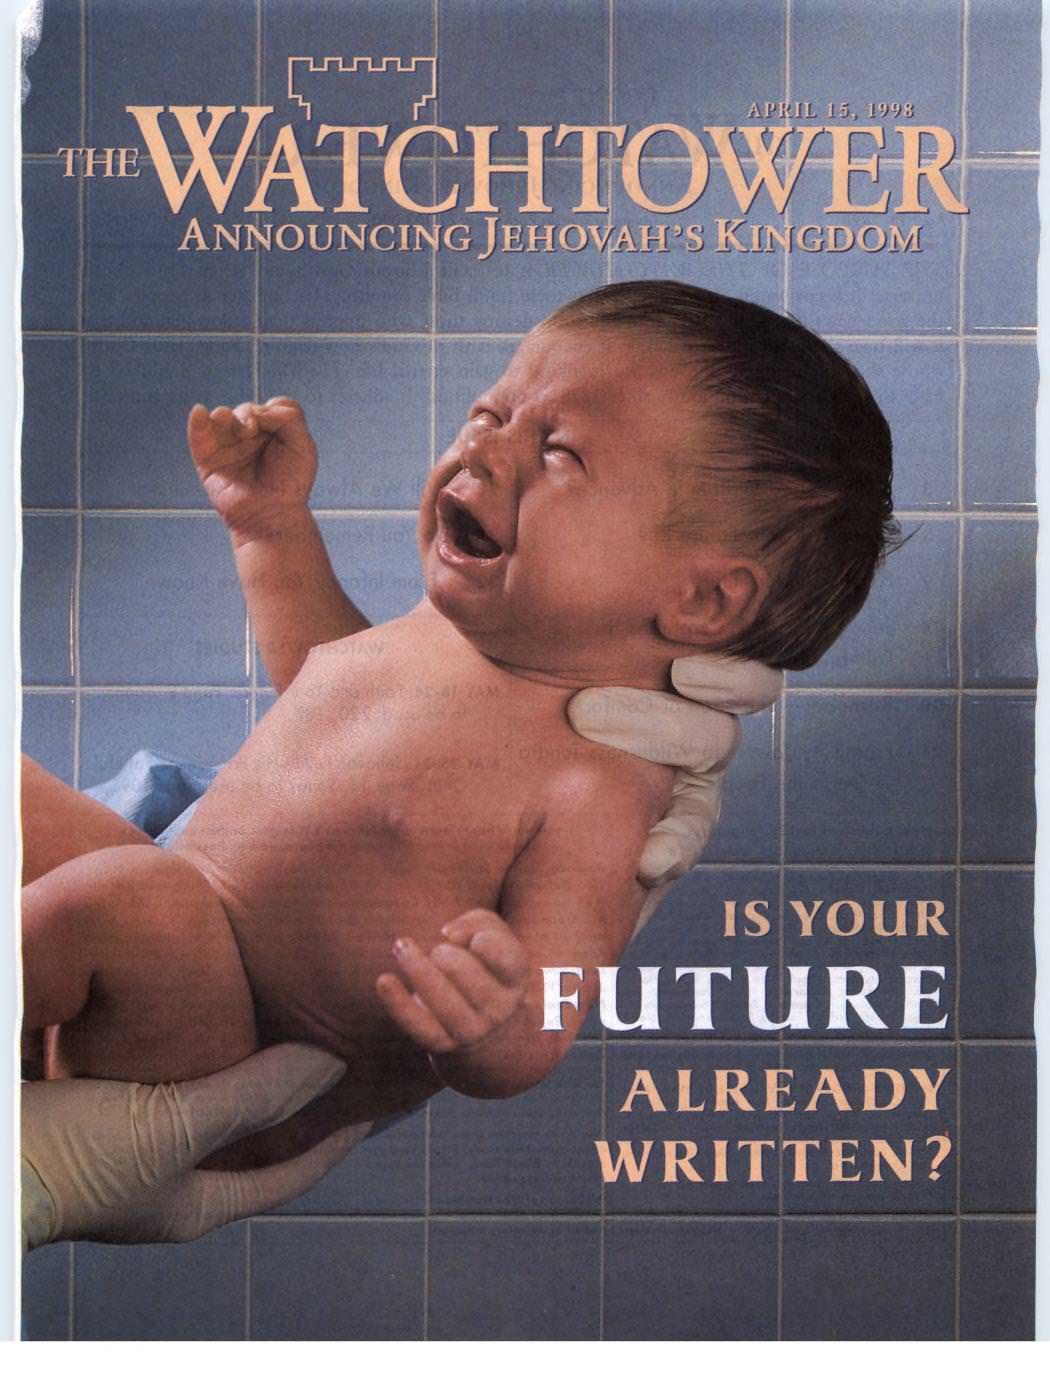 APRIL 15, 1998
THE WATCHTOWER
ANNOUNCING JEHOVAH'S KINGDOM
IS YOUR
FUTURE
ALREADY
WRITTEN?